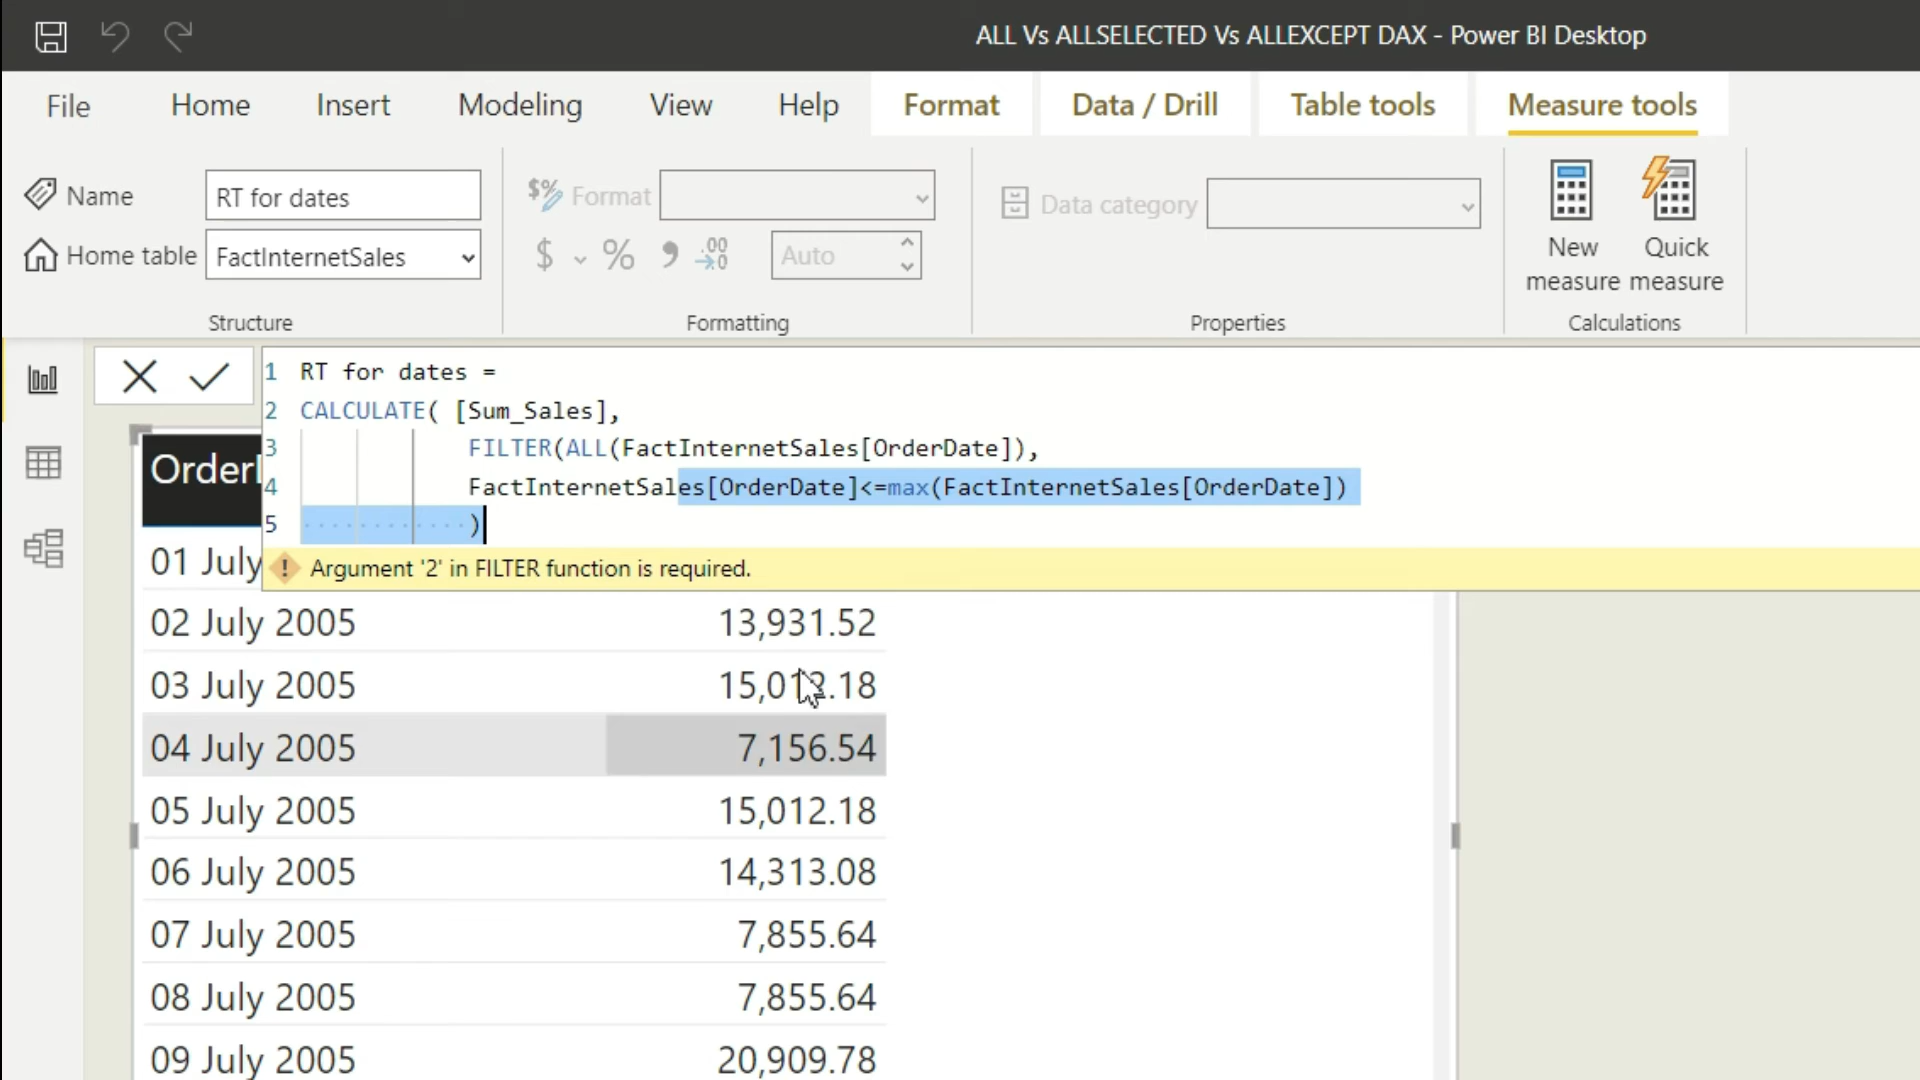 ALL Vs ALLSELECTED Vs ALLEXCEPT DAX - Power BI Desktop
File Home Insert Modeling View Help Format Data / Drill Table tools Measure tools
Name RT for dates
Home table FactInternetSales
Structure
$% Format
$ % , .00 →0 Auto
Formatting
Data category
Properties
New measure
Quick measure
Calculations
1 RT for dates =
2 CALCULATE( [Sum_Sales],
3 FILTER(ALL(FactInternetSales[OrderDate]),
4 FactInternetSales[OrderDate]<=max(FactInternetSales[OrderDate])
5 )
Argument '2' in FILTER function is required.
01 July
02 July 2005 13,931.52
03 July 2005 15,012.18
04 July 2005 7,156.54
05 July 2005 15,012.18
06 July 2005 14,313.08
07 July 2005 7,855.64
08 July 2005 7,855.64
09 July 2005 20,909.78